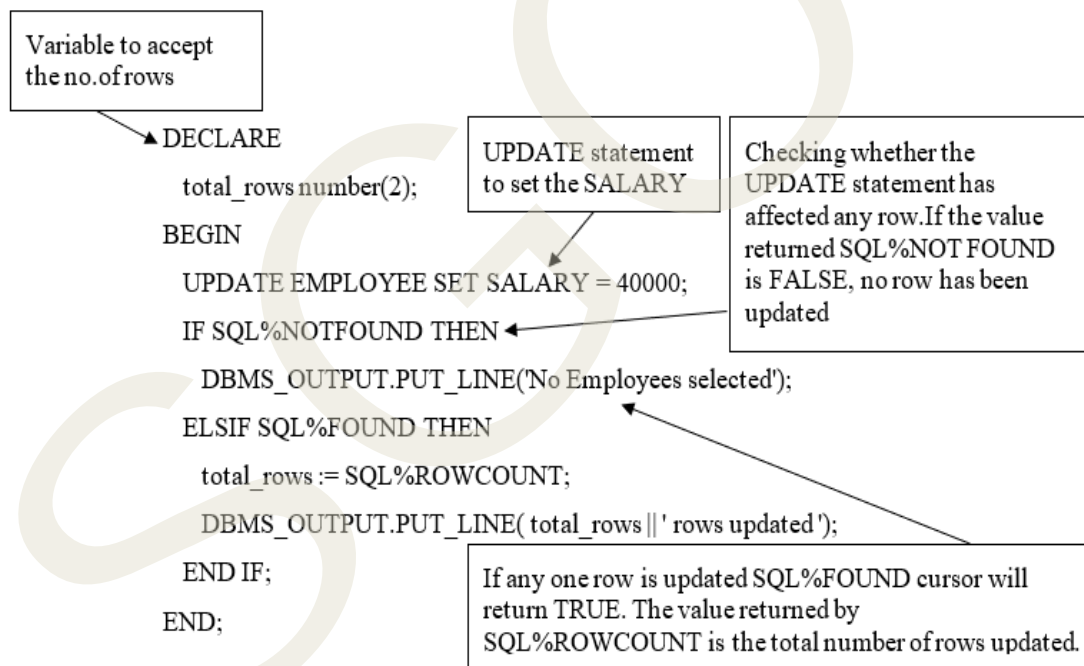 Variable to accept
the no.of rows
DECLARE
total_rows number(2);
BEGIN
UPDATE EMPLOYEE SET SALARY = 40000;
IF SQL%NOTFOUND THEN
DBMS_OUTPUT.PUT_LINE('No Employees selected');
ELSIF SQL%FOUND THEN
total_rows := SQL%ROWCOUNT;
DBMS_OUTPUT.PUT_LINE( total_rows || ' rows updated ');
END IF;
END;
UPDATE statement
to set the SALARY
Checking whether the
UPDATE statement has
affected any row.If the value
returned SQL%NOT FOUND
is FALSE, no row has been
updated
If any one row is updated SQL%FOUND cursor will
return TRUE. The value returned by
SQL%ROWCOUNT is the total number of rows updated.
SGO